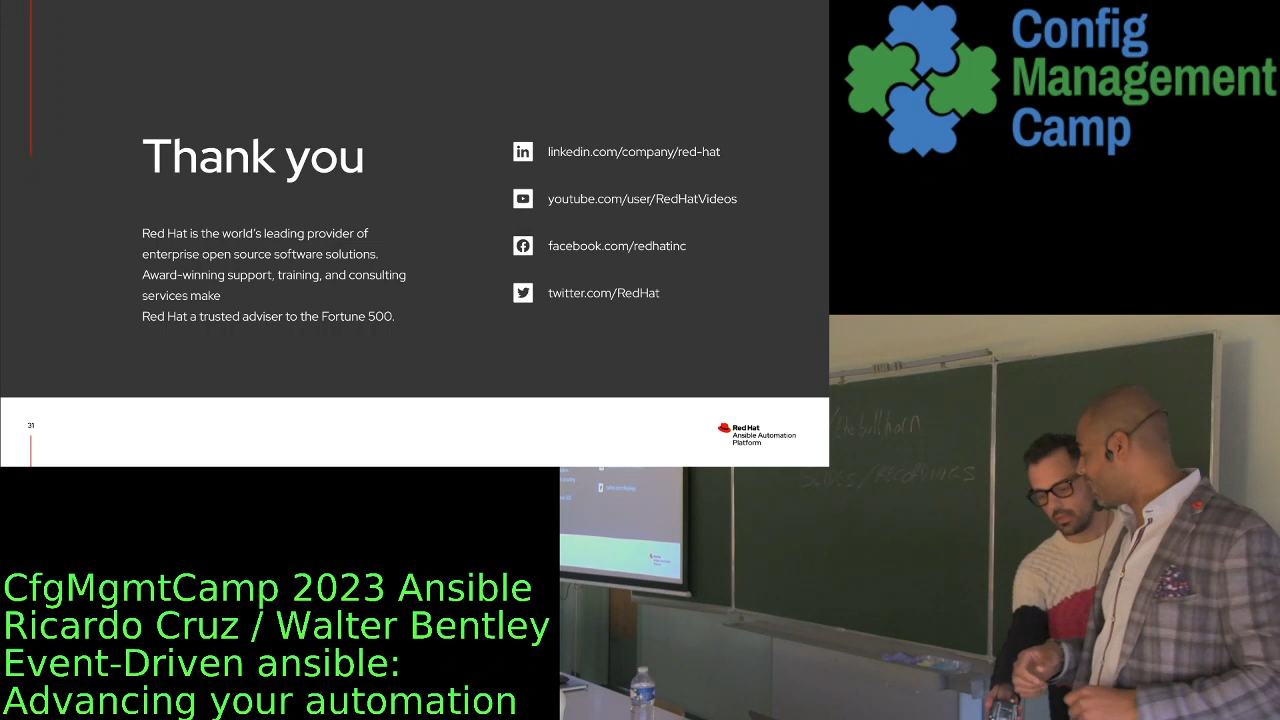 Thank you
Red Hat is the world's leading provider of
enterprise open source software solutions.
Award-winning support, training, and consulting
services make
Red Hat a trusted adviser to the Fortune 500.
linkedin.com/company/red-hat
youtube.com/user/RedHatVideos
facebook.com/redhatinc
twitter.com/RedHat
31
Red Hat
Ansible Automation
Platform
Config
Management
Camp
/thebullhorn
SLIDES/RECORDINGS
CfgMgmtCamp 2023 Ansible
Ricardo Cruz / Walter Bentley
Event-Driven ansible:
Advancing your automation